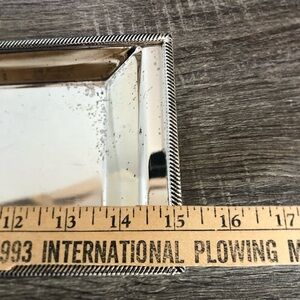 12 13 14 15 16 17
993 INTERNATIONAL PLOWING M